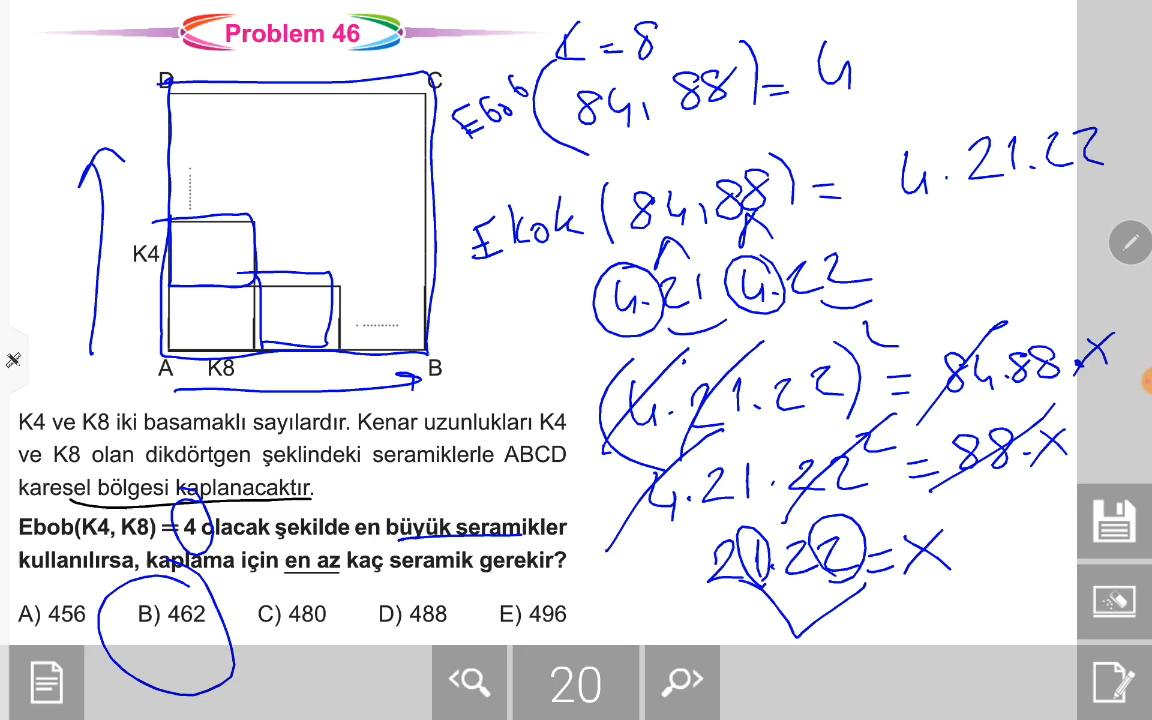 Problem 46
D
C
K4
A
K8
B
K4 ve K8 iki basamaklı sayılardır. Kenar uzunlukları K4
ve K8 olan dikdörtgen şeklindeki seramiklerle ABCD
karesel bölgesi kaplanacaktır.
Ebob(K4, K8) = 4 olacak şekilde en büyük seramikler
kullanılırsa, kaplama için en az kaç seramik gerekir?
A) 456 B) 462 C) 480 D) 488 E) 496
= 8
Ebob (84, 88) = 4
Ekok (84, 88) = 4.21.22
4.21 4.22
(4.21.22)² = 84.88.x
4.21.22² = 88.x
21.22 = x
20